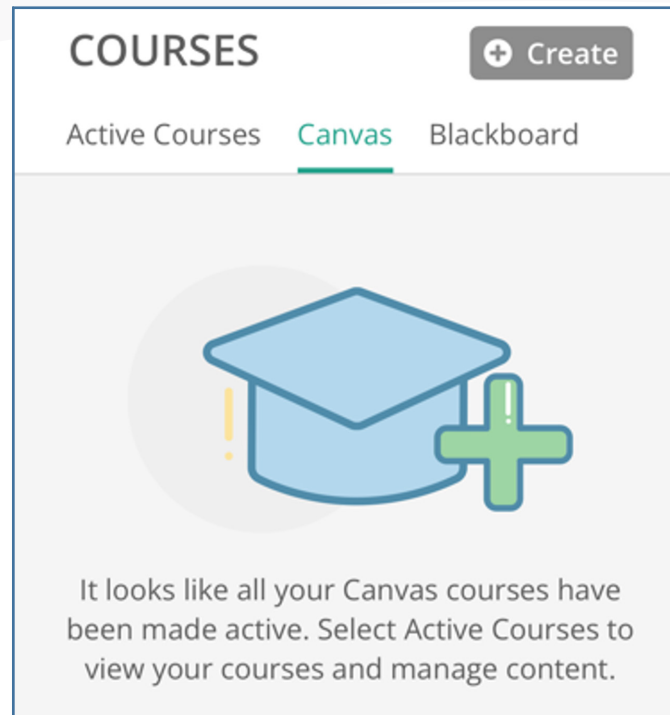 COURSES
Create
Active Courses
Canvas
Blackboard
It looks like all your Canvas courses have
been made active. Select Active Courses to
view your courses and manage content.